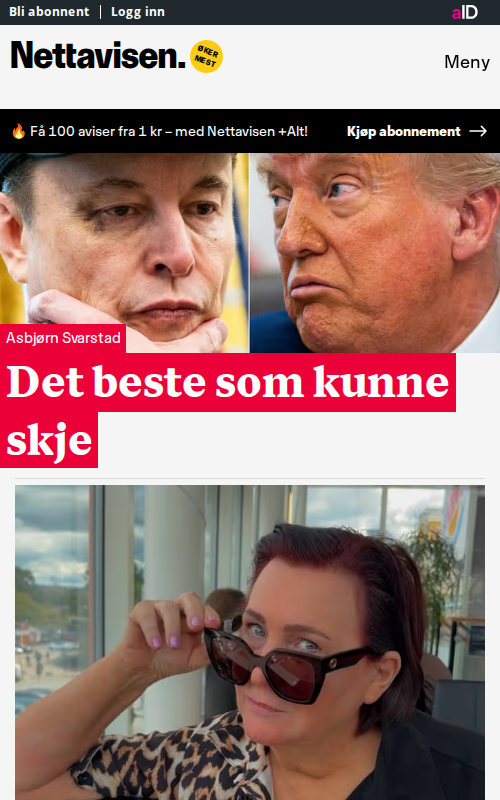 Bli abonnent
Logg inn
aID
Nettavisen.
ØKER
MEST
Meny
🔥 Få 100 aviser fra 1 kr – med Nettavisen +Alt!
Kjøp abonnement →
Asbjørn Svarstad
Det beste som kunne
skje